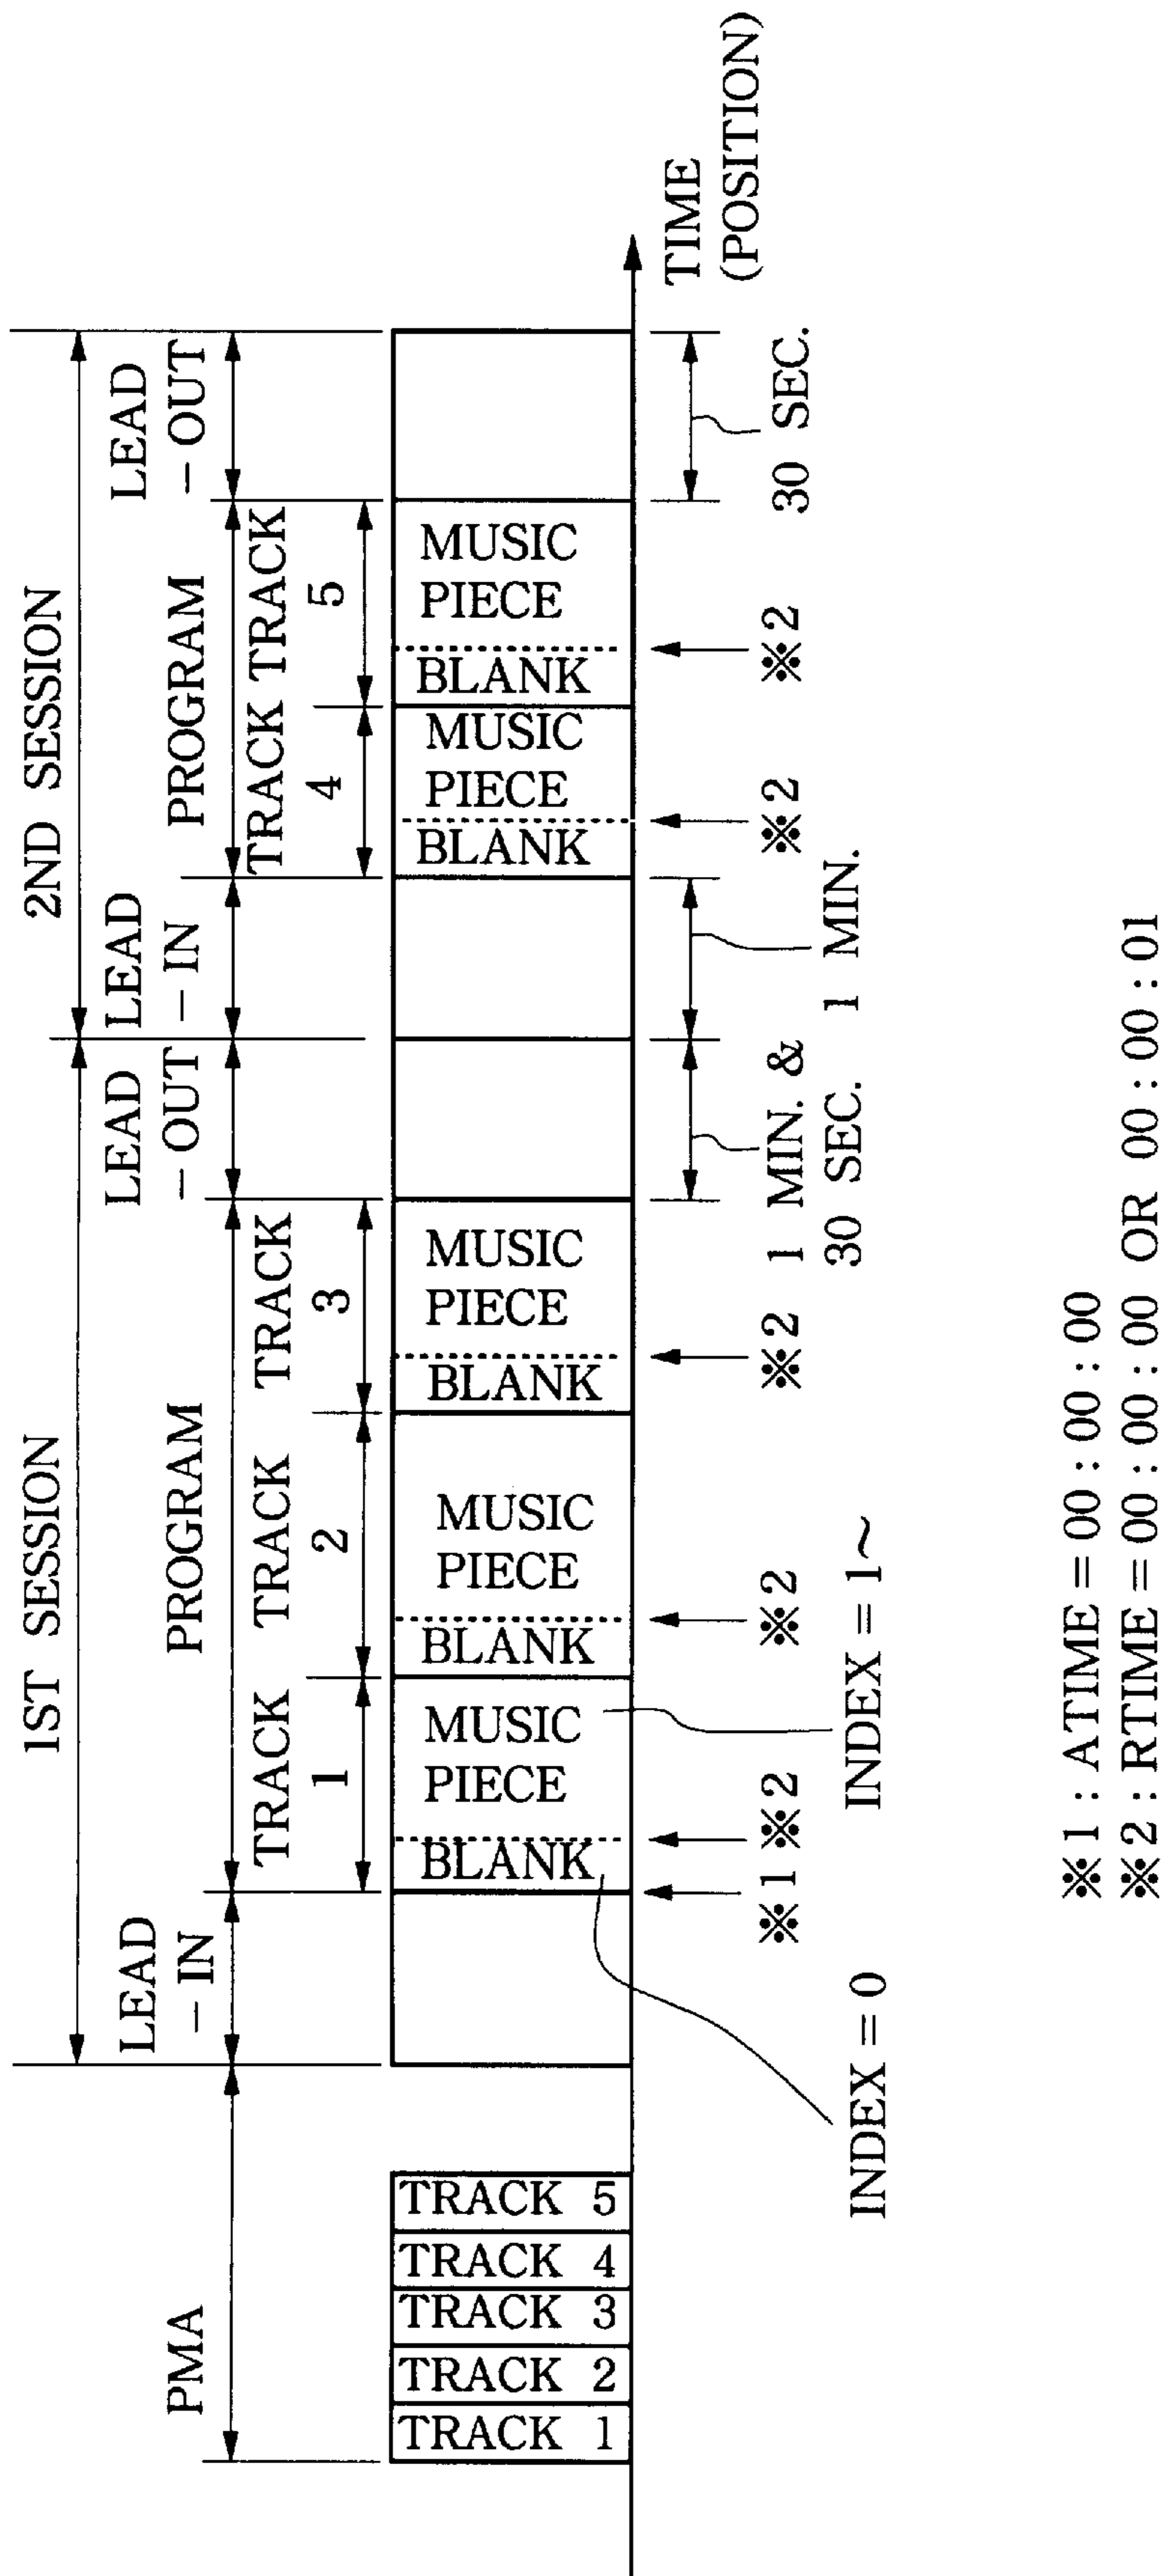 1ST SESSION
2ND SESSION
PMA
LEAD
- IN
PROGRAM
LEAD
- OUT
LEAD
- IN
PROGRAM
LEAD
- OUT
TRACK
1
TRACK
2
TRACK
3
TRACK
4
TRACK
5
TRACK 1
TRACK 2
TRACK 3
TRACK 4
TRACK 5
BLANK
MUSIC
PIECE
BLANK
MUSIC
PIECE
BLANK
MUSIC
PIECE
BLANK
MUSIC
PIECE
BLANK
MUSIC
PIECE
TIME
(POSITION)
※1
※2
※2
※2
1 MIN. &
30 SEC.
1 MIN.
※2
※2
30 SEC.
INDEX = 0
INDEX = 1~
※1 : ATIME = 00 : 00 : 00
※2 : RTIME = 00 : 00 : 00 OR 00 : 00 : 01